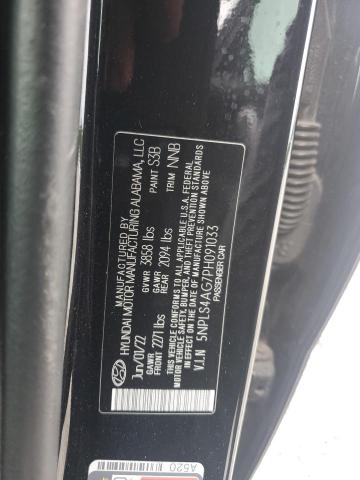 MANUFACTURED BY
HYUNDAI MOTOR MANUFACTURING ALABAMA, LLC
Jun/01/22 GVWR 3858 lbs PAINT S3B
GAWR FRONT 2271 lbs GAWR REAR 2094 lbs TRIM NNB
THIS VEHICLE CONFORMS TO ALL APPLICABLE U.S.A. FEDERAL
MOTOR VEHICLE SAFETY, BUMPER, AND THEFT PREVENTION STANDARDS
IN EFFECT ON THE DATE OF MANUFACTURE SHOWN ABOVE
V.I.N 5NPLS4AG7PH091033
PASSENGER CAR
A520